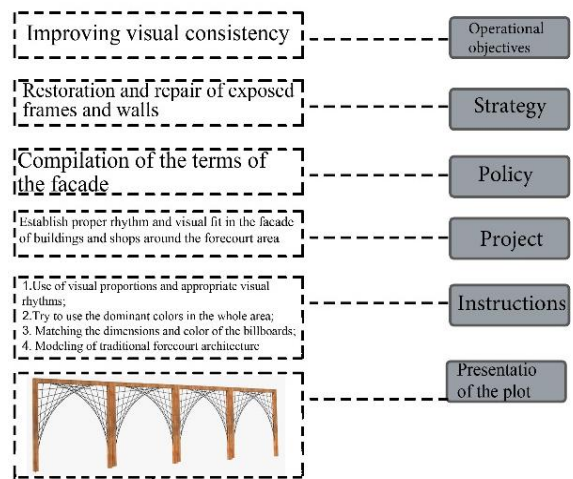 Improving visual consistency
Operational
objectives
Restoration and repair of exposed
frames and walls
Strategy
Compilation of the terms of
the facade
Policy
Establish proper rhythm and visual fit in the facade
of buildings and shops around the forecourt area
Project
1.Use of visual proportions and appropriate visual
rhythms;
2.Try to use the dominant colors in the whole area;
3. Matching the dimensions and color of the billboards;
4. Modeling of traditional forecourt architecture
Instructions
Presentatio
of the plot